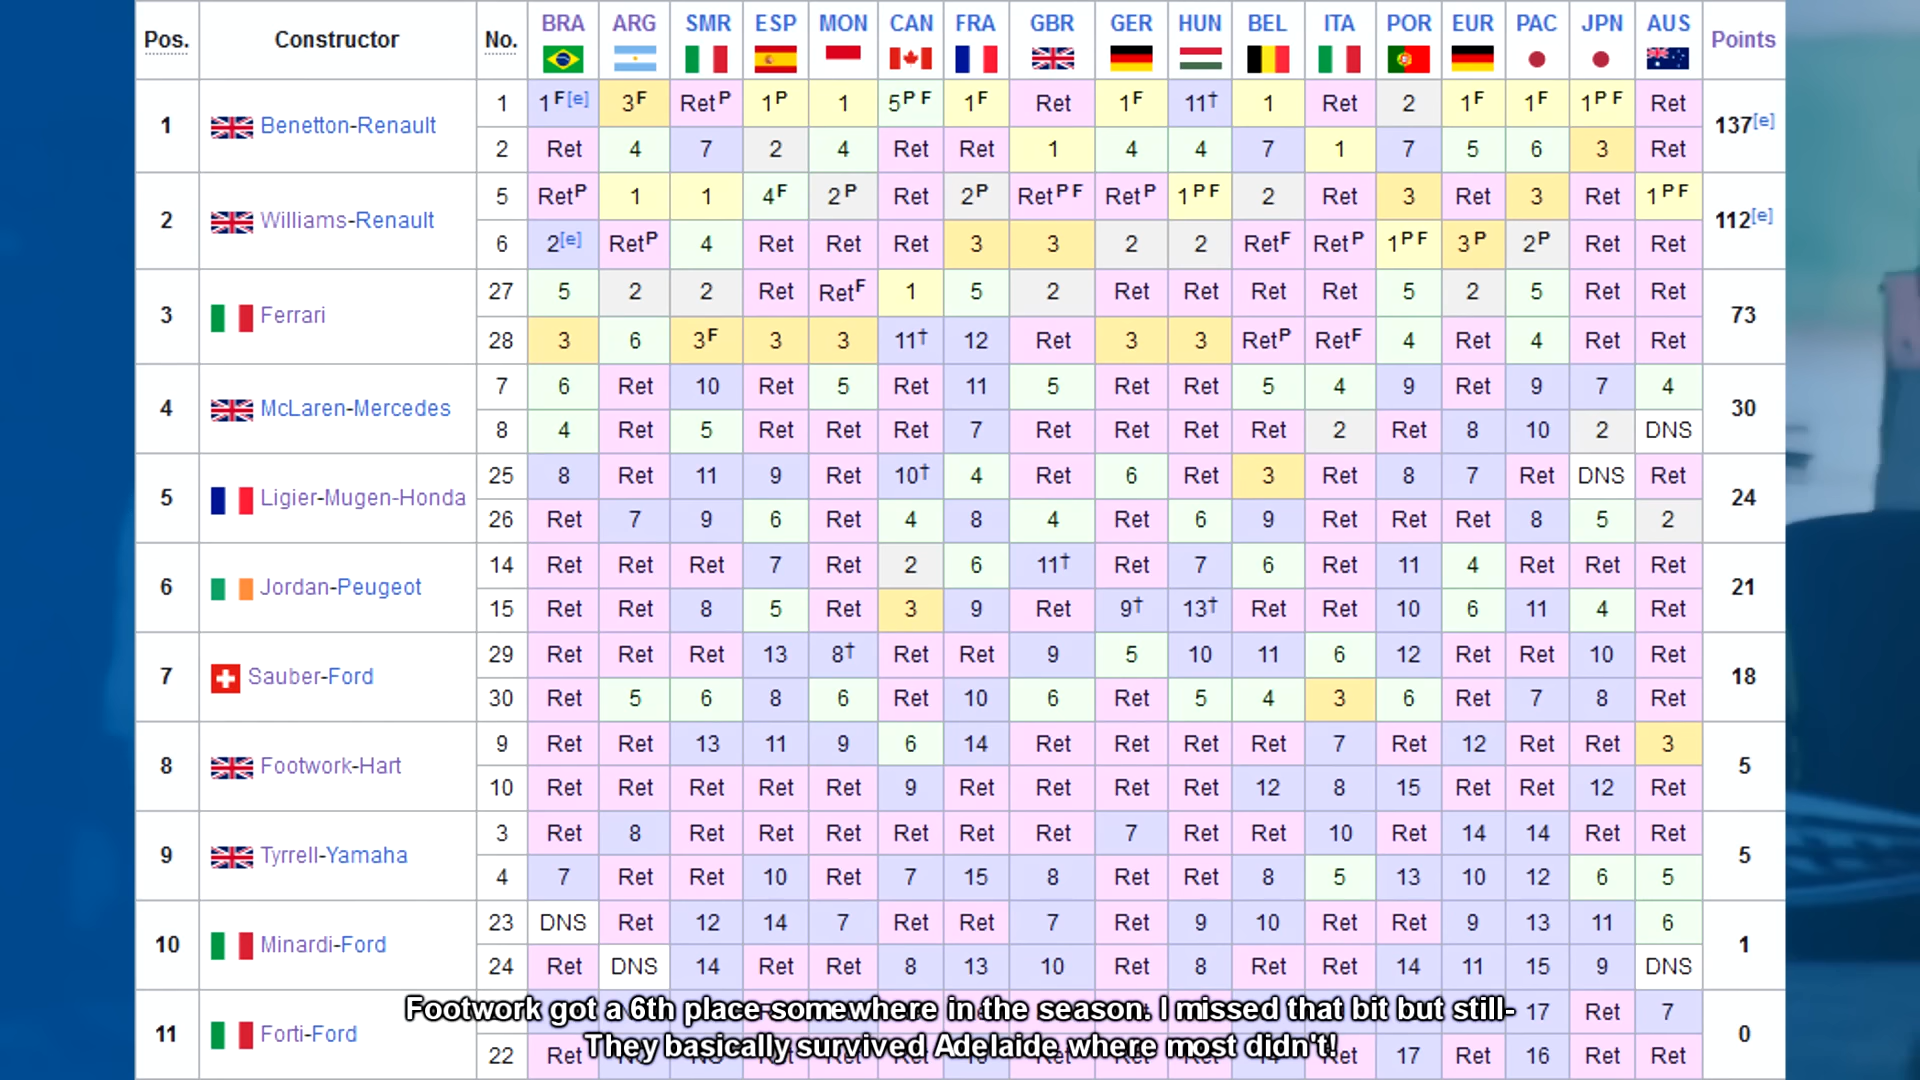 Pos. Constructor No. BRA ARG SMR ESP MON CAN FRA GBR GER HUN BEL ITA POR EUR PAC JPN AUS Points
1 Benetton-Renault 1 1F[e] 3F RetP 1P 1 5P F 1F Ret 1F 11† 1 Ret 2 1F 1F 1P F Ret 137[e]
2 Ret 4 7 2 4 Ret Ret 1 4 4 7 1 7 5 6 3 Ret
2 Williams-Renault 5 RetP 1 1 4F 2P Ret 2P RetP F RetP 1P F 2 Ret 3 Ret 3 Ret 1P F 112[e]
6 2[e] RetP 4 Ret Ret Ret 3 3 2 2 RetF RetP 1P F 3P 2P Ret Ret
3 Ferrari 27 5 2 2 Ret RetF 1 5 2 Ret Ret Ret Ret 5 2 5 Ret Ret 73
28 3 6 3F 3 3 11† 12 Ret 3 3 RetP RetF 4 Ret 4 Ret Ret
4 McLaren-Mercedes 7 6 Ret 10 Ret 5 Ret 11 5 Ret Ret 5 4 9 Ret 9 7 4 30
8 4 Ret 5 Ret Ret Ret 7 Ret Ret Ret Ret 2 Ret 8 10 2 DNS
5 Ligier-Mugen-Honda 25 8 Ret 11 9 Ret 10† 4 Ret 6 Ret 3 Ret 8 7 Ret DNS Ret 24
26 Ret 7 9 6 Ret 4 8 4 Ret 6 9 Ret Ret Ret 8 5 2
6 Jordan-Peugeot 14 Ret Ret Ret 7 Ret 2 6 11† Ret 7 6 Ret 11 4 Ret Ret Ret 21
15 Ret Ret 8 5 Ret 3 9 Ret 9† 13† Ret Ret 10 6 11 4 Ret
7 Sauber-Ford 29 Ret Ret Ret 13 8† Ret Ret 9 5 10 11 6 12 Ret Ret 10 Ret 18
30 Ret 5 6 8 6 Ret 10 6 Ret 5 4 3 6 Ret 7 8 Ret
8 Footwork-Hart 9 Ret Ret 13 11 9 6 14 Ret Ret Ret Ret 7 Ret 12 Ret Ret 3 5
10 Ret Ret Ret Ret Ret 9 Ret Ret Ret Ret 12 8 15 Ret Ret 12 Ret
9 Tyrrell-Yamaha 3 Ret 8 Ret Ret Ret Ret Ret Ret 7 Ret Ret 10 Ret 14 14 Ret Ret 5
4 7 Ret Ret 10 Ret 7 15 8 Ret Ret 8 5 13 10 12 6 5
10 Minardi-Ford 23 DNS Ret 12 14 7 Ret Ret 7 Ret 9 10 Ret Ret 9 13 11 6 1
24 Ret DNS 14 Ret Ret 8 13 10 Ret 8 Ret Ret 14 11 15 9 DNS
Footwork got a 6th place somewhere in the season. I missed that bit but still-
11 Forti-Ford 17 Ret 7 0
They basically survived Adelaide where most didn't!
22 Ret 17 Ret 16 Ret Ret